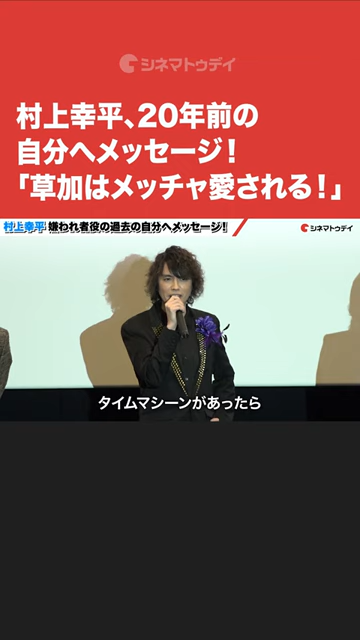 シネマトゥデイ
村上幸平、20年前の
自分へメッセージ！
「草加はメッチャ愛される！」
村上幸平 嫌われ者役の過去の自分へメッセージ！
シネマトゥデイ
タイムマシーンがあったら